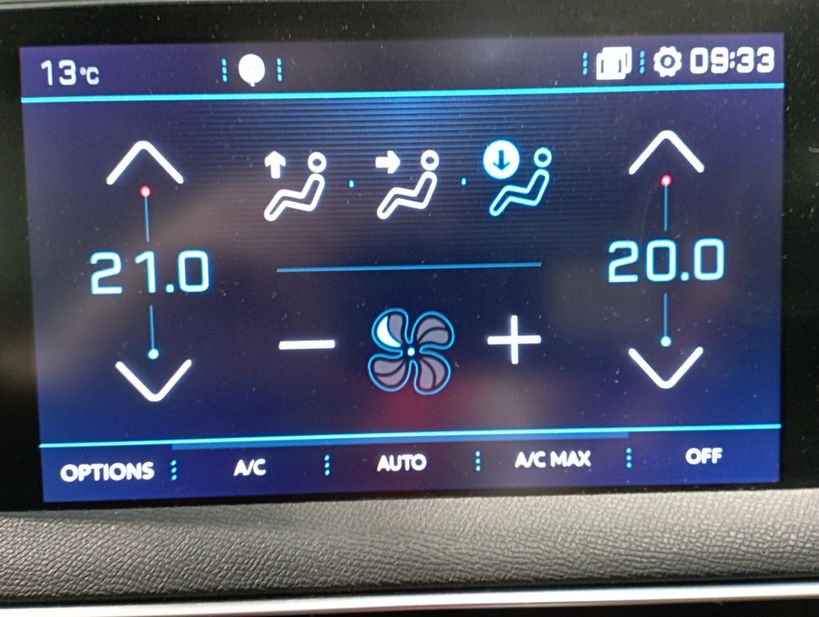 13°C 09:33
21.0 20.0
OPTIONS A/C AUTO A/C MAX OFF